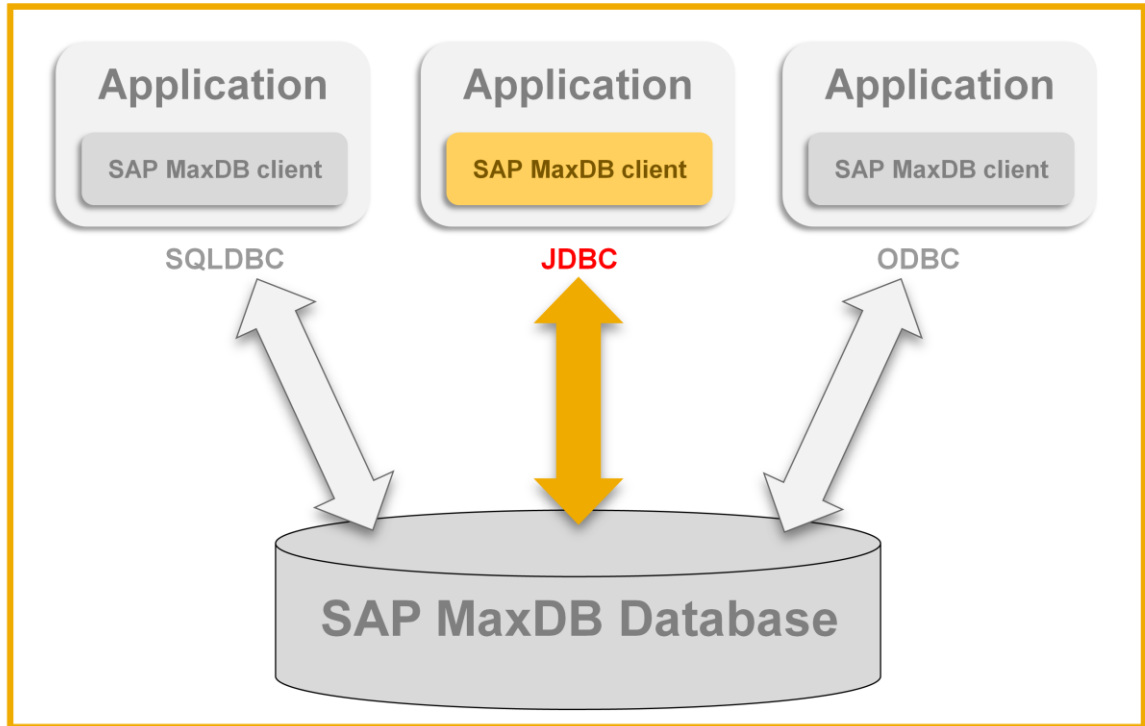 Application
SAP MaxDB client
SQLDBC
Application
SAP MaxDB client
JDBC
Application
SAP MaxDB client
ODBC
SAP MaxDB Database